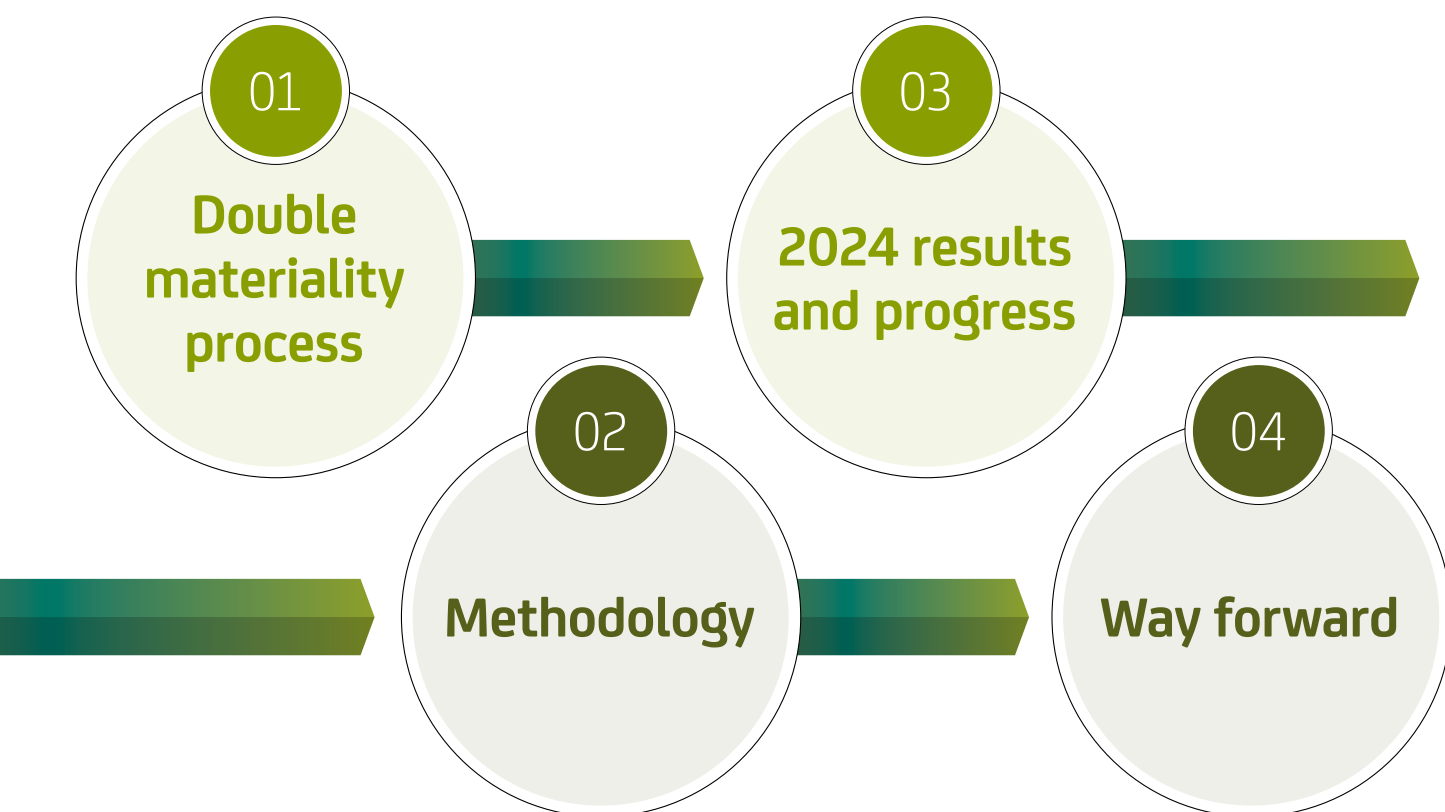 01
Double
materiality
process
02
Methodology
03
2024 results
and progress
04
Way forward